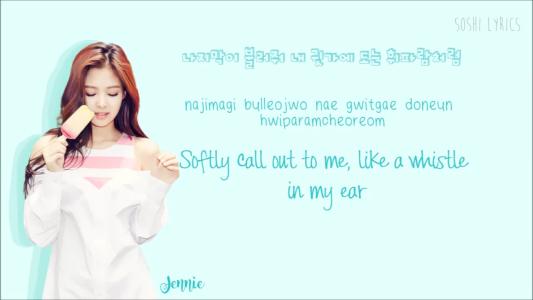 SOSHI LYRICS
나지막이 불러줘 내 귓가에 도는 휘파람처럼
najimagi bulleojwo nae gwitgae doneun
hwiparamcheoreom
Softly call out to me, like a whistle
in my ear
Jennie